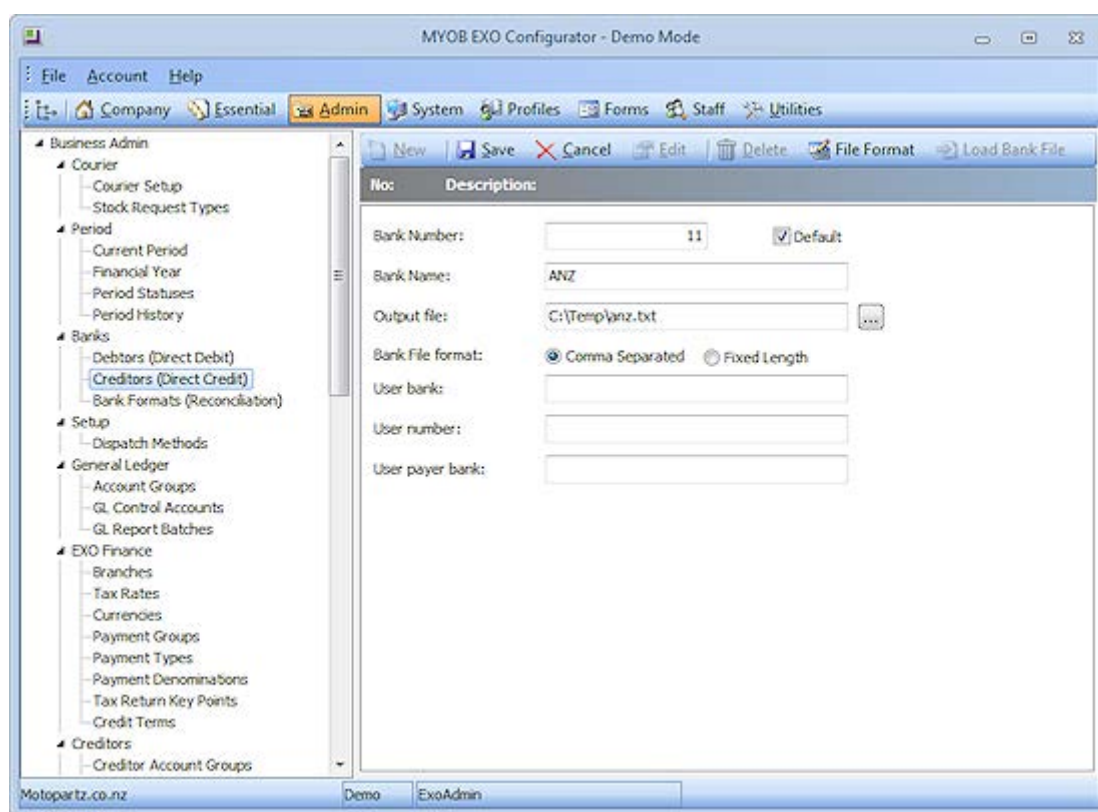 MYOB EXO Configurator - Demo Mode
File Account Help
Company Essential Admin System Profiles Forms Staff Utilities
New Save Cancel Edit Delete File Format Load Bank File
No: Description:
Business Admin
Courier
Courier Setup
Stock Request Types
Period
Current Period
Financial Year
Period Statuses
Period History
Banks
Debtors (Direct Debit)
Creditors (Direct Credit)
Bank Formats (Reconciliation)
Setup
Dispatch Methods
General Ledger
Account Groups
GL Control Accounts
GL Report Batches
EXO Finance
Branches
Tax Rates
Currencies
Payment Groups
Payment Types
Payment Denominations
Tax Return Key Points
Credit Terms
Creditors
Creditor Account Groups
Bank Number: 11 Default
Bank Name: ANZ
Output file: C:\Temp\anz.txt ...
Bank File format: Comma Separated Fixed Length
User bank:
User number:
User payer bank:
Motopartz.co.nz Demo ExoAdmin